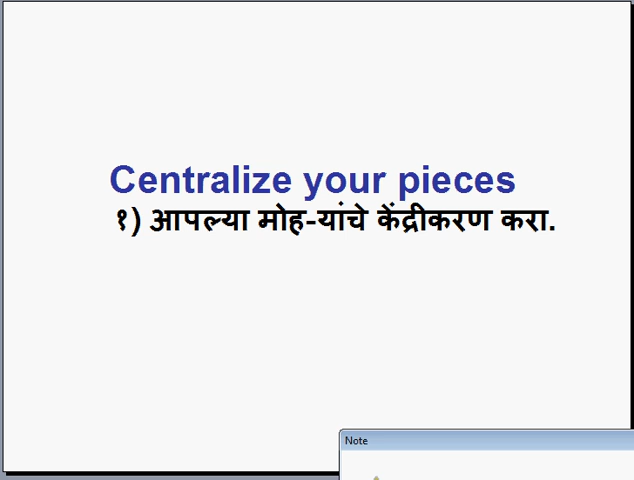 Centralize your pieces
१) आपल्या मोह-यांचे केंद्रीकरण करा.
Note